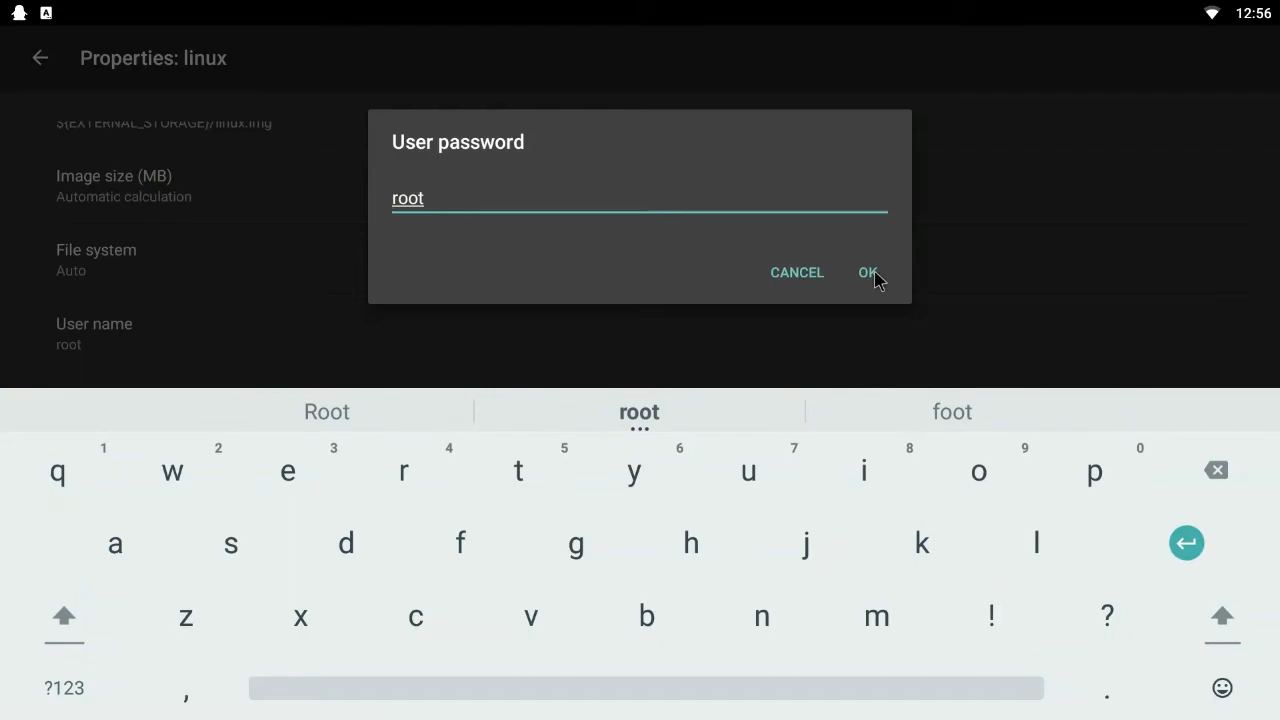 12:56
Properties: linux
${EXTERNAL_STORAGE}/linux.img
Image size (MB)
Automatic calculation
File system
Auto
User name
root
User password
root
CANCEL OK
Root root foot
1 2 3 4 5 6 7 8 9 0
q w e r t y u i o p
a s d f g h j k l
z x c v b n m ! ?
?123 , .